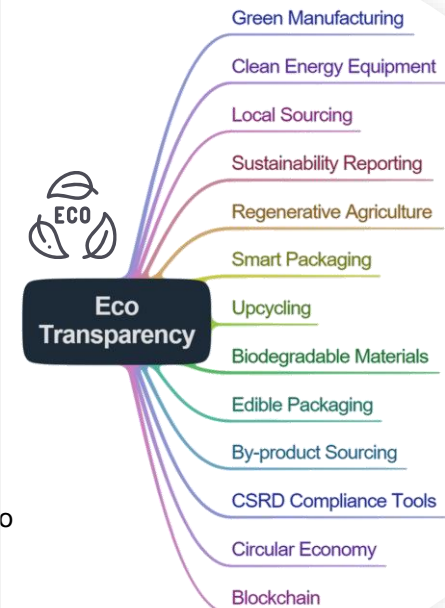 Green Manufacturing
Clean Energy Equipment
Local Sourcing
Sustainability Reporting
ECO
Regenerative Agriculture
Smart Packaging
Eco
Transparency
Upcycling
Biodegradable Materials
Edible Packaging
By-product Sourcing
CSRD Compliance Tools
o
Circular Economy
Blockchain